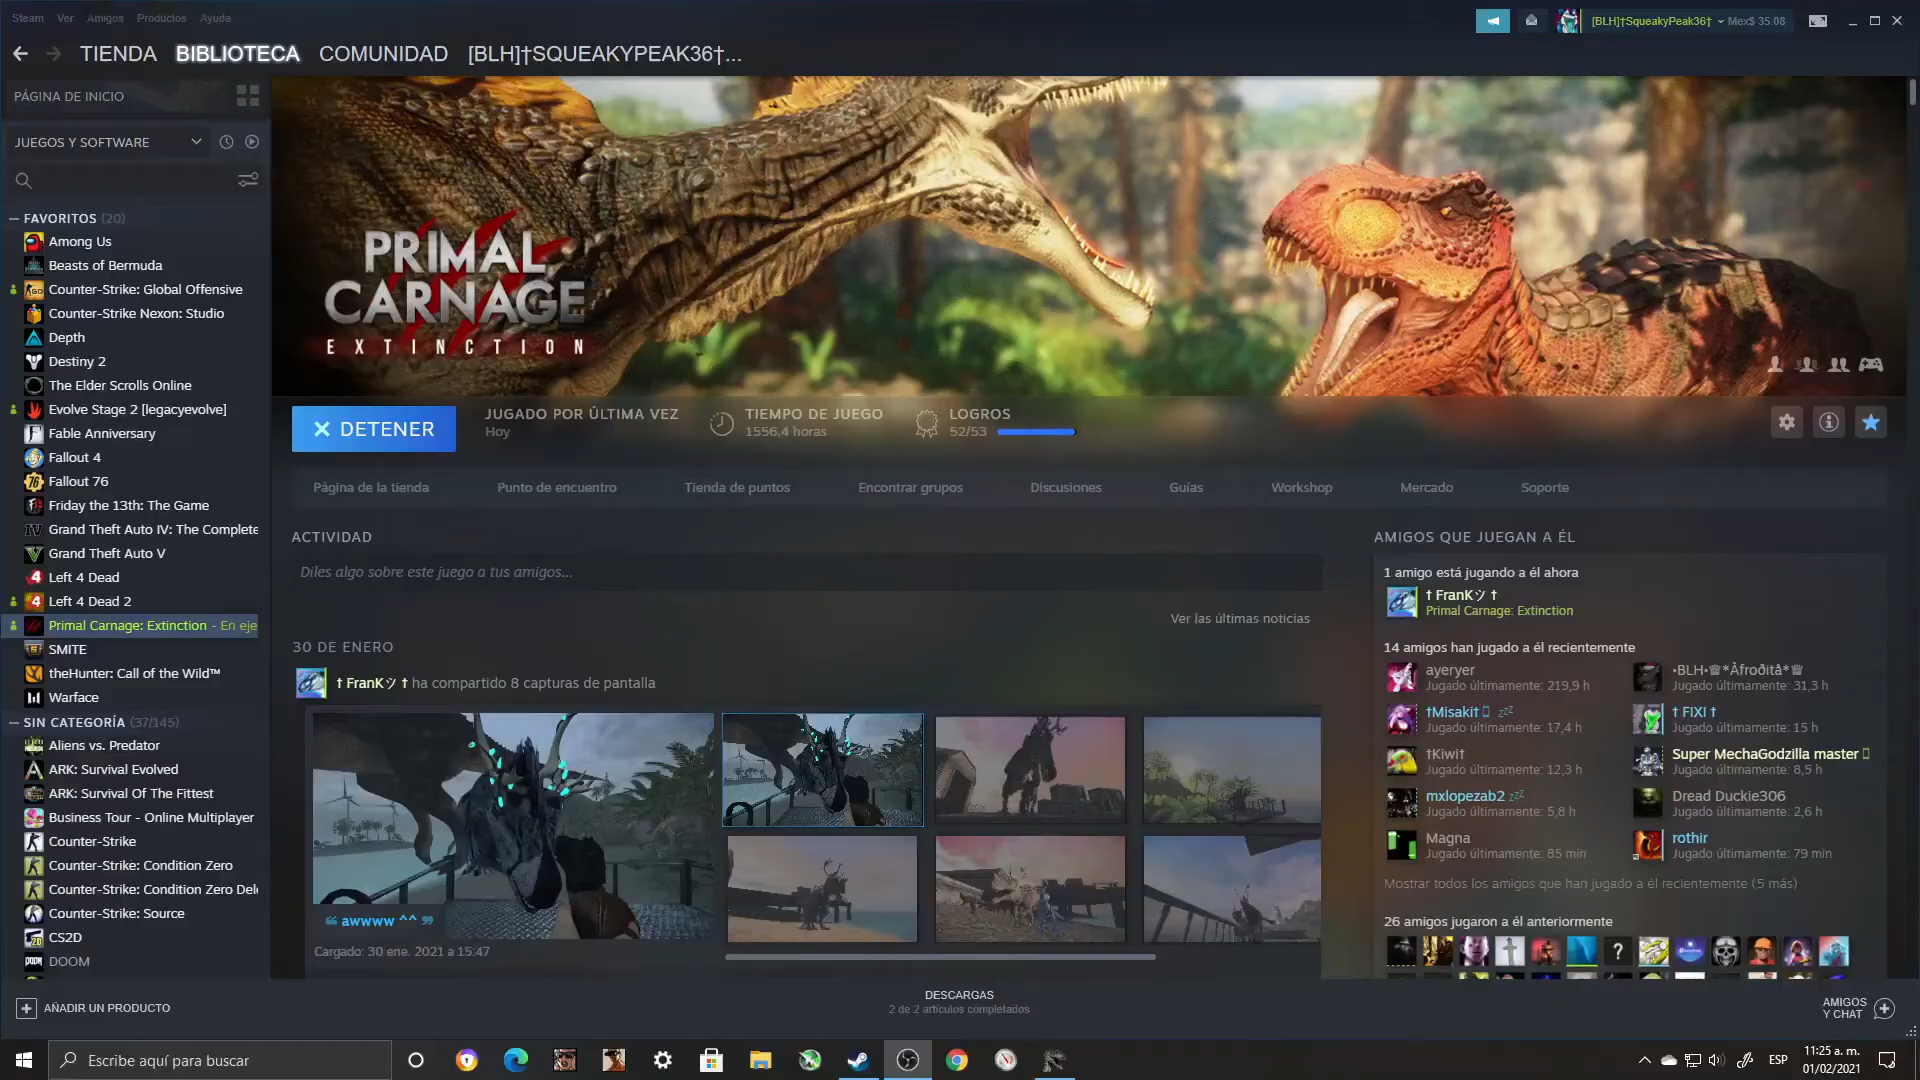 Steam Ver Amigos Productos Ayuda
[BLH]†SqueakyPeak36† Mex$ 35.08
TIENDA BIBLIOTECA COMUNIDAD [BLH]†SQUEAKYPEAK36†...
PÁGINA DE INICIO
JUEGOS Y SOFTWARE
— FAVORITOS (20)
Among Us
Beasts of Bermuda
Counter-Strike: Global Offensive
Counter-Strike Nexon: Studio
Depth
Destiny 2
The Elder Scrolls Online
Evolve Stage 2 [legacyevolve]
Fable Anniversary
Fallout 4
Fallout 76
Friday the 13th: The Game
Grand Theft Auto IV: The Complete
Grand Theft Auto V
Left 4 Dead
Left 4 Dead 2
Primal Carnage: Extinction - En eje
SMITE
theHunter: Call of the Wild™
Warface
— SIN CATEGORÍA (37/145)
Aliens vs. Predator
ARK: Survival Evolved
ARK: Survival Of The Fittest
Business Tour - Online Multiplayer
Counter-Strike
Counter-Strike: Condition Zero
Counter-Strike: Condition Zero Del
Counter-Strike: Source
CS2D
DOOM
PRIMAL
CARNAGE
EXTINCTION
DETENER
JUGADO POR ÚLTIMA VEZ
Hoy
TIEMPO DE JUEGO
1556,4 horas
LOGROS
52/53
Página de la tienda Punto de encuentro Tienda de puntos Encontrar grupos Discusiones Guías Workshop Mercado Soporte
ACTIVIDAD
Diles algo sobre este juego a tus amigos...
Ver las últimas noticias
30 DE ENERO
† FranKツ † ha compartido 8 capturas de pantalla
❝ awwww ^^ ❞
Cargado: 30 ene. 2021 a 15:47
AMIGOS QUE JUEGAN A ÉL
1 amigo está jugando a él ahora
† FranKツ †
Primal Carnage: Extinction
14 amigos han jugado a él recientemente
ayeryer
Jugado últimamente: 219,9 h
•BLH•♕*Àfroðitå*♕
Jugado últimamente: 31,3 h
†Misakit zzZ
Jugado últimamente: 17,4 h
† FIXI †
Jugado últimamente: 15 h
†Kiwi†
Jugado últimamente: 12,3 h
Super MechaGodzilla master
Jugado últimamente: 8,5 h
mxlopezab2 zzZ
Jugado últimamente: 5,8 h
Dread Duckie306
Jugado últimamente: 2,6 h
Magna
Jugado últimamente: 85 min
rothir
Jugado últimamente: 79 min
Mostrar todos los amigos que han jugado a él recientemente (5 más)
26 amigos jugaron a él anteriormente
AÑADIR UN PRODUCTO
DESCARGAS
2 de 2 artículos completados
AMIGOS
Y CHAT
Escribe aquí para buscar
ESP
11:25 a. m.
01/02/2021